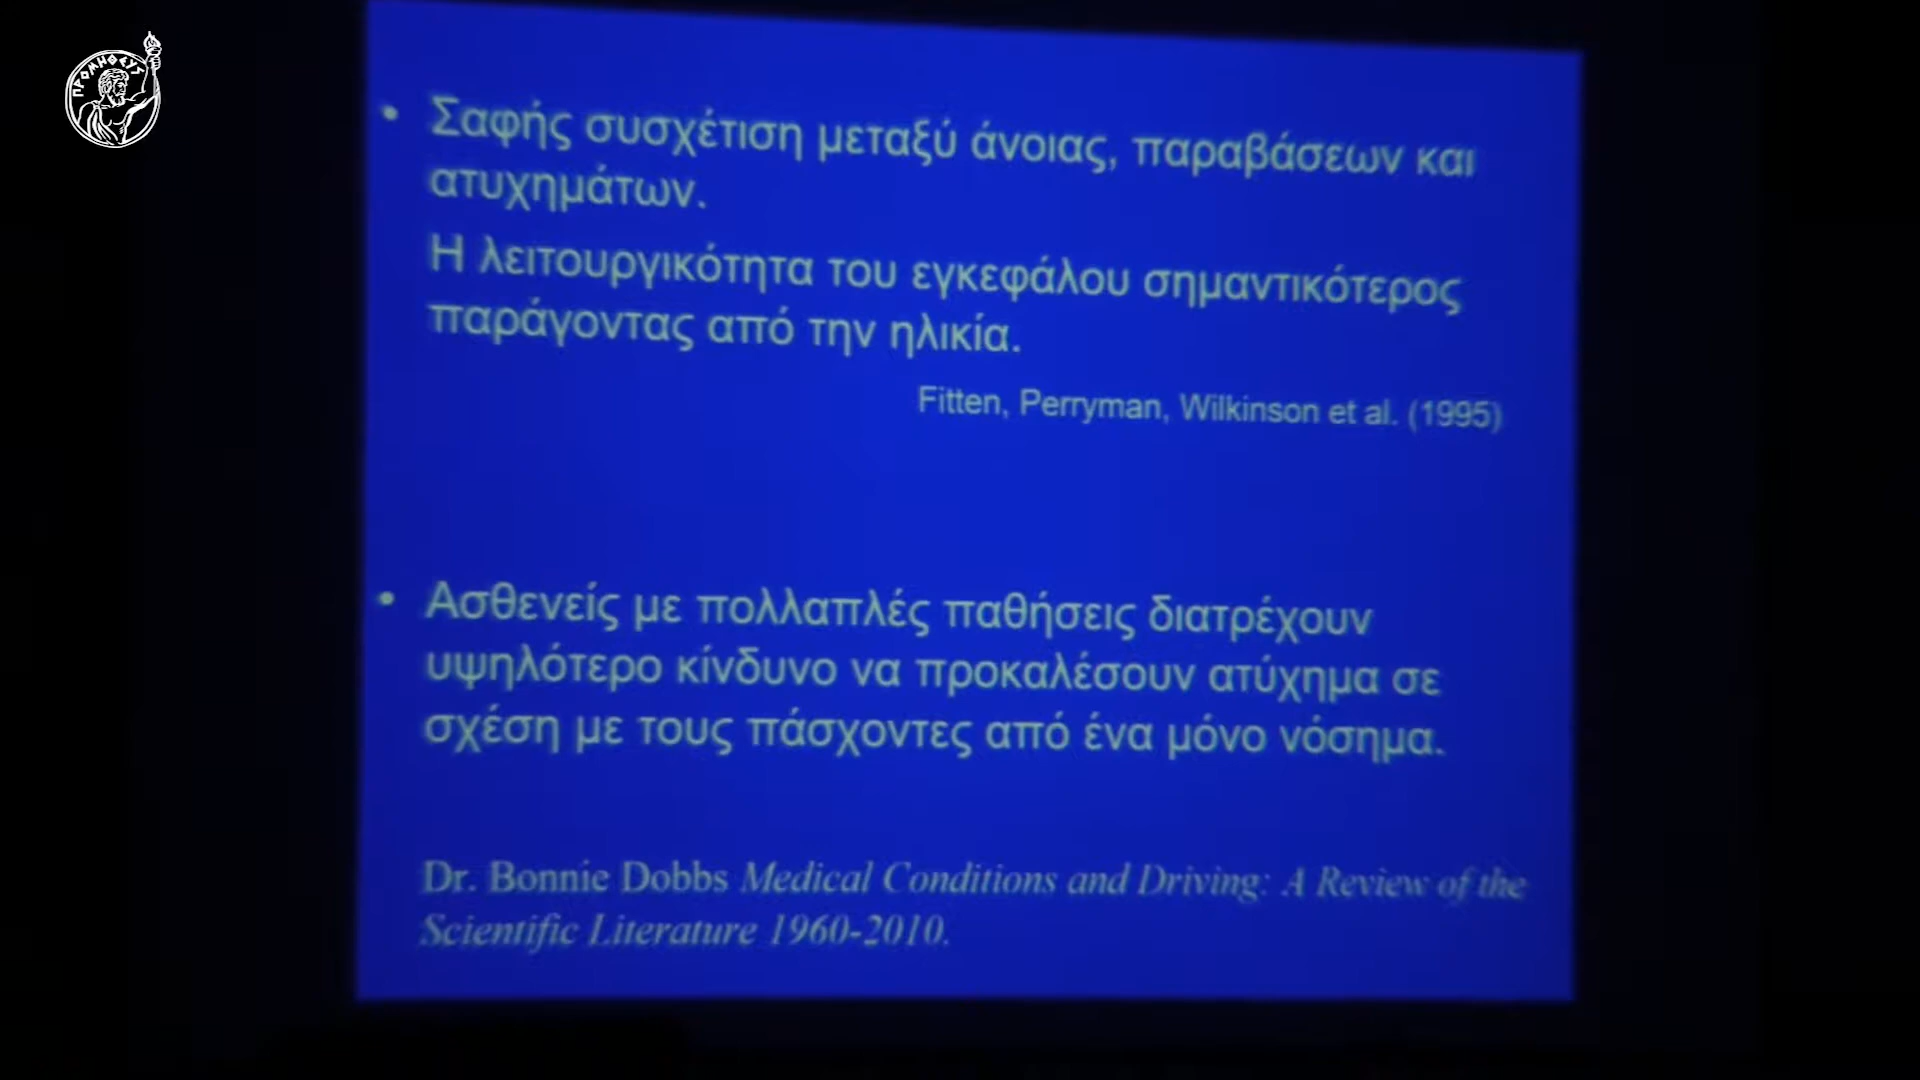 ΠΡΟΜΗΘΕΥΣ
• Σαφής συσχέτιση μεταξύ άνοιας, παραβάσεων και
ατυχημάτων.
Η λειτουργικότητα του εγκεφάλου σημαντικότερος
παράγοντας από την ηλικία.
Fitten, Perryman, Wilkinson et al. (1995)
• Ασθενείς με πολλαπλές παθήσεις διατρέχουν
υψηλότερο κίνδυνο να προκαλέσουν ατύχημα σε
σχέση με τους πάσχοντες από ένα μόνο νόσημα.
Dr. Bonnie Dobbs Medical Conditions and Driving: A Review of the
Scientific Literature 1960-2010.